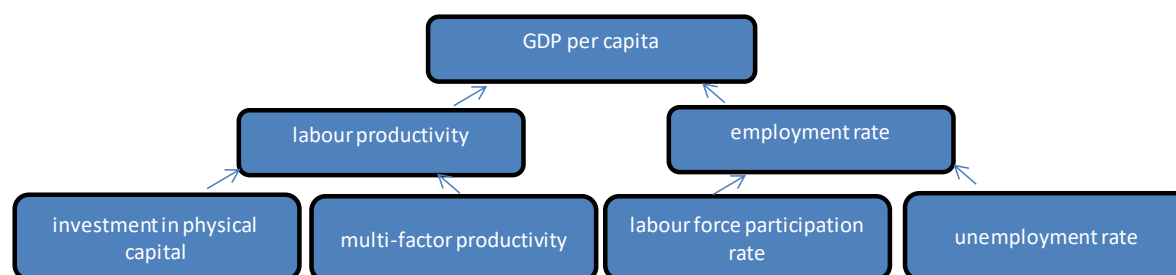 GDP per capita
labour productivity
employment rate
investment in physical
capital
multi-factor productivity
labour force participation
rate
unemployment rate